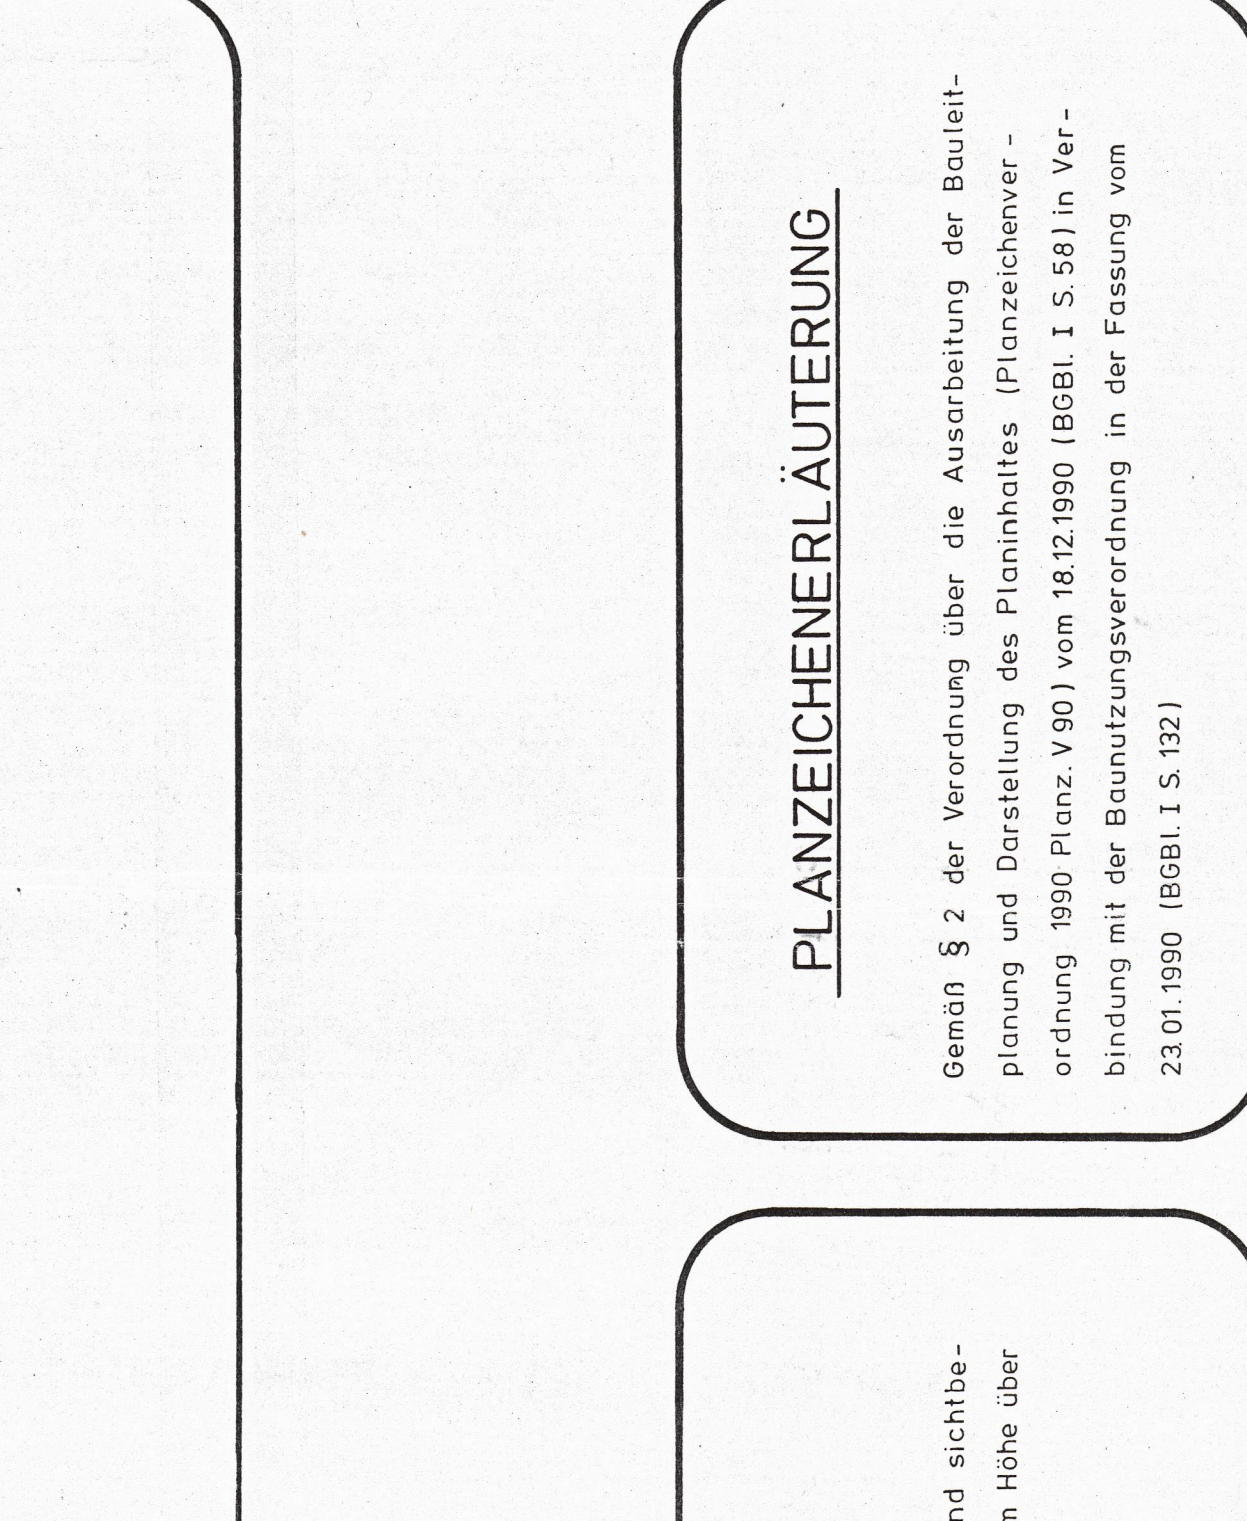 PLANZEICHENERLÄUTERUNG
Gemäß § 2 der Verordnung über die Ausarbeitung der Bauleit-
planung und Darstellung des Planinhaltes (Planzeichenver-
ordnung 1990 Planz. V 90) vom 18.12.1990 (BGBl. I S. 58) in Ver-
bindung mit der Baunutzungsverordnung in der Fassung vom
23.01.1990 (BGBl. I S. 132)
nd sichtbe-
m Höhe über